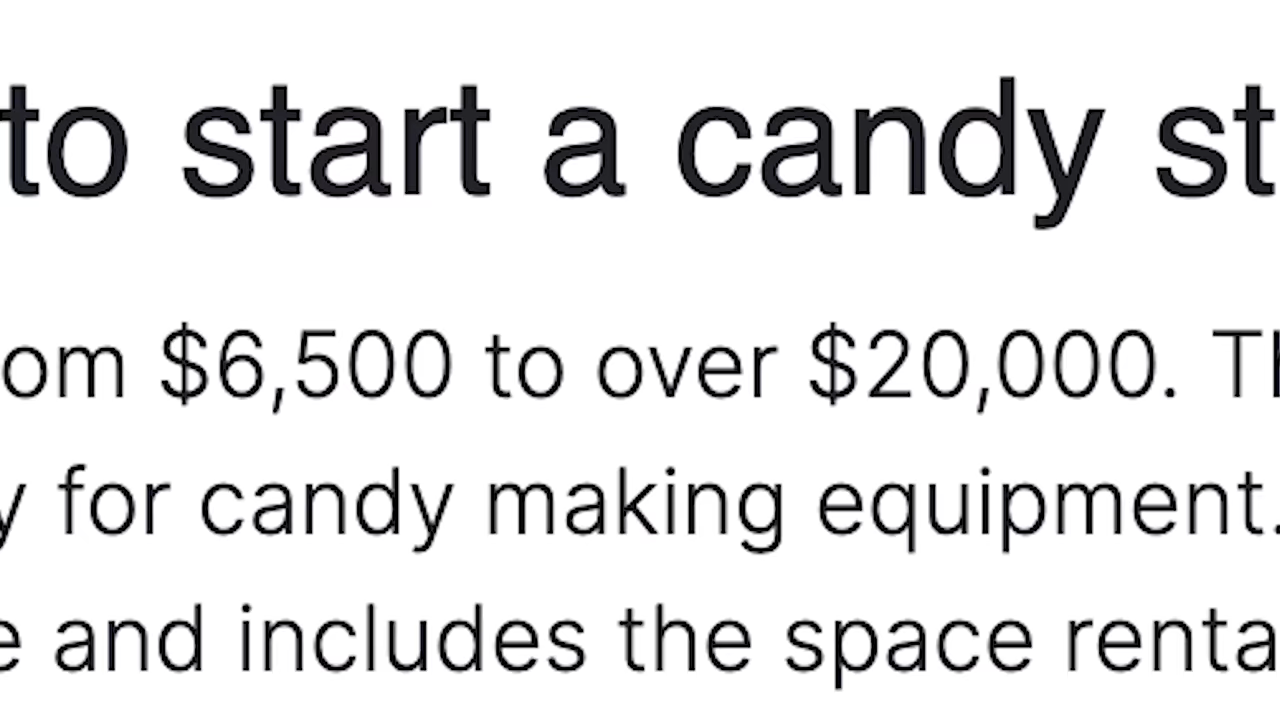 to start a candy st
om $6,500 to over $20,000. Th
y for candy making equipment.
e and includes the space renta